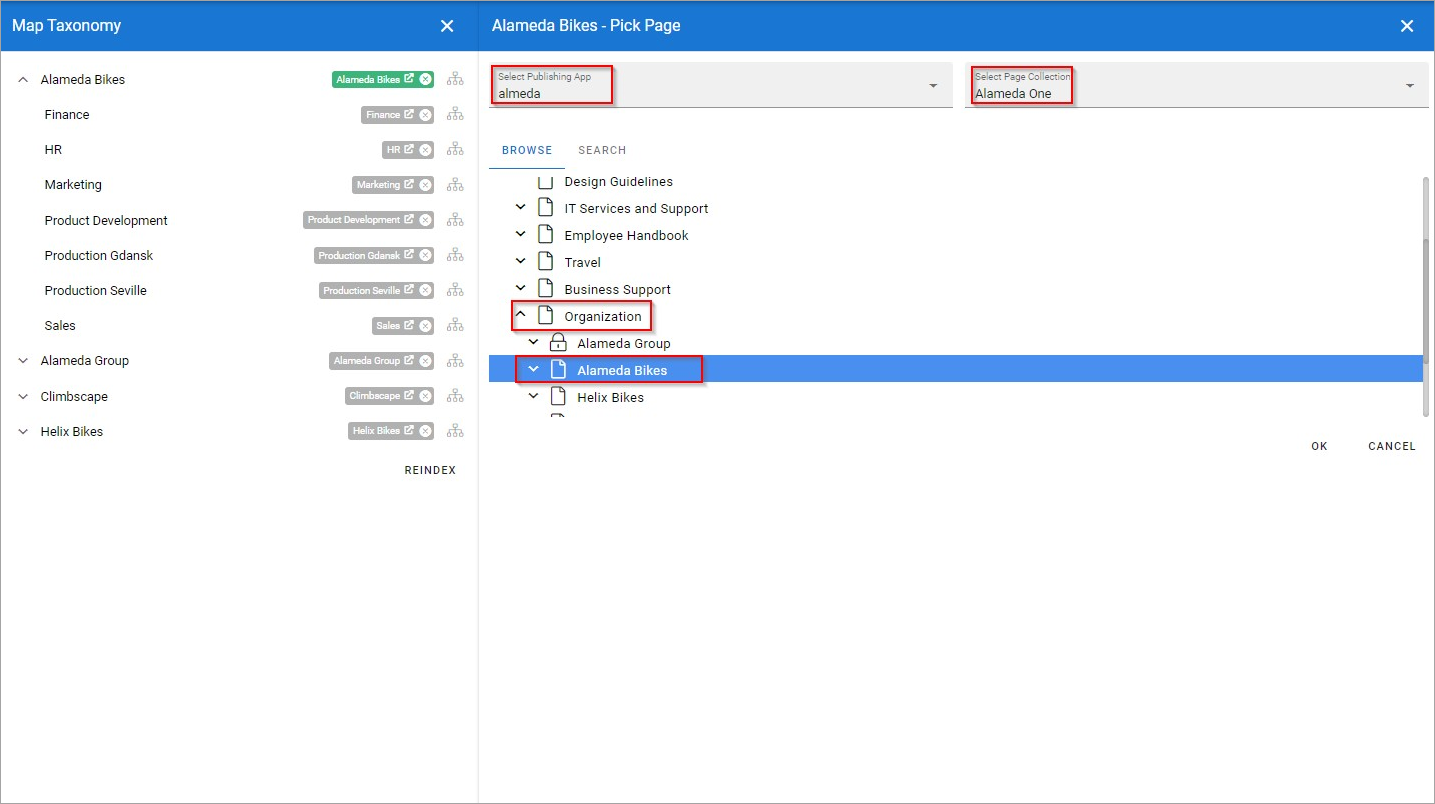 Map Taxonomy
Alameda Bikes
Alameda Bikes
Finance
Finance
HR
HR
Marketing
Marketing
Product Development
Product Development
Production Gdansk
Production Gdansk
Production Seville
Production Seville
Sales
Sales
Alameda Group
Alameda Group
Climbscape
Climbscape
Helix Bikes
Helix Bikes
REINDEX
Alameda Bikes - Pick Page
Select Publishing App
almeda
Select Page Collection
Alameda One
BROWSE
SEARCH
Design Guidelines
IT Services and Support
Employee Handbook
Travel
Business Support
Organization
Alameda Group
Alameda Bikes
Helix Bikes
OK
CANCEL